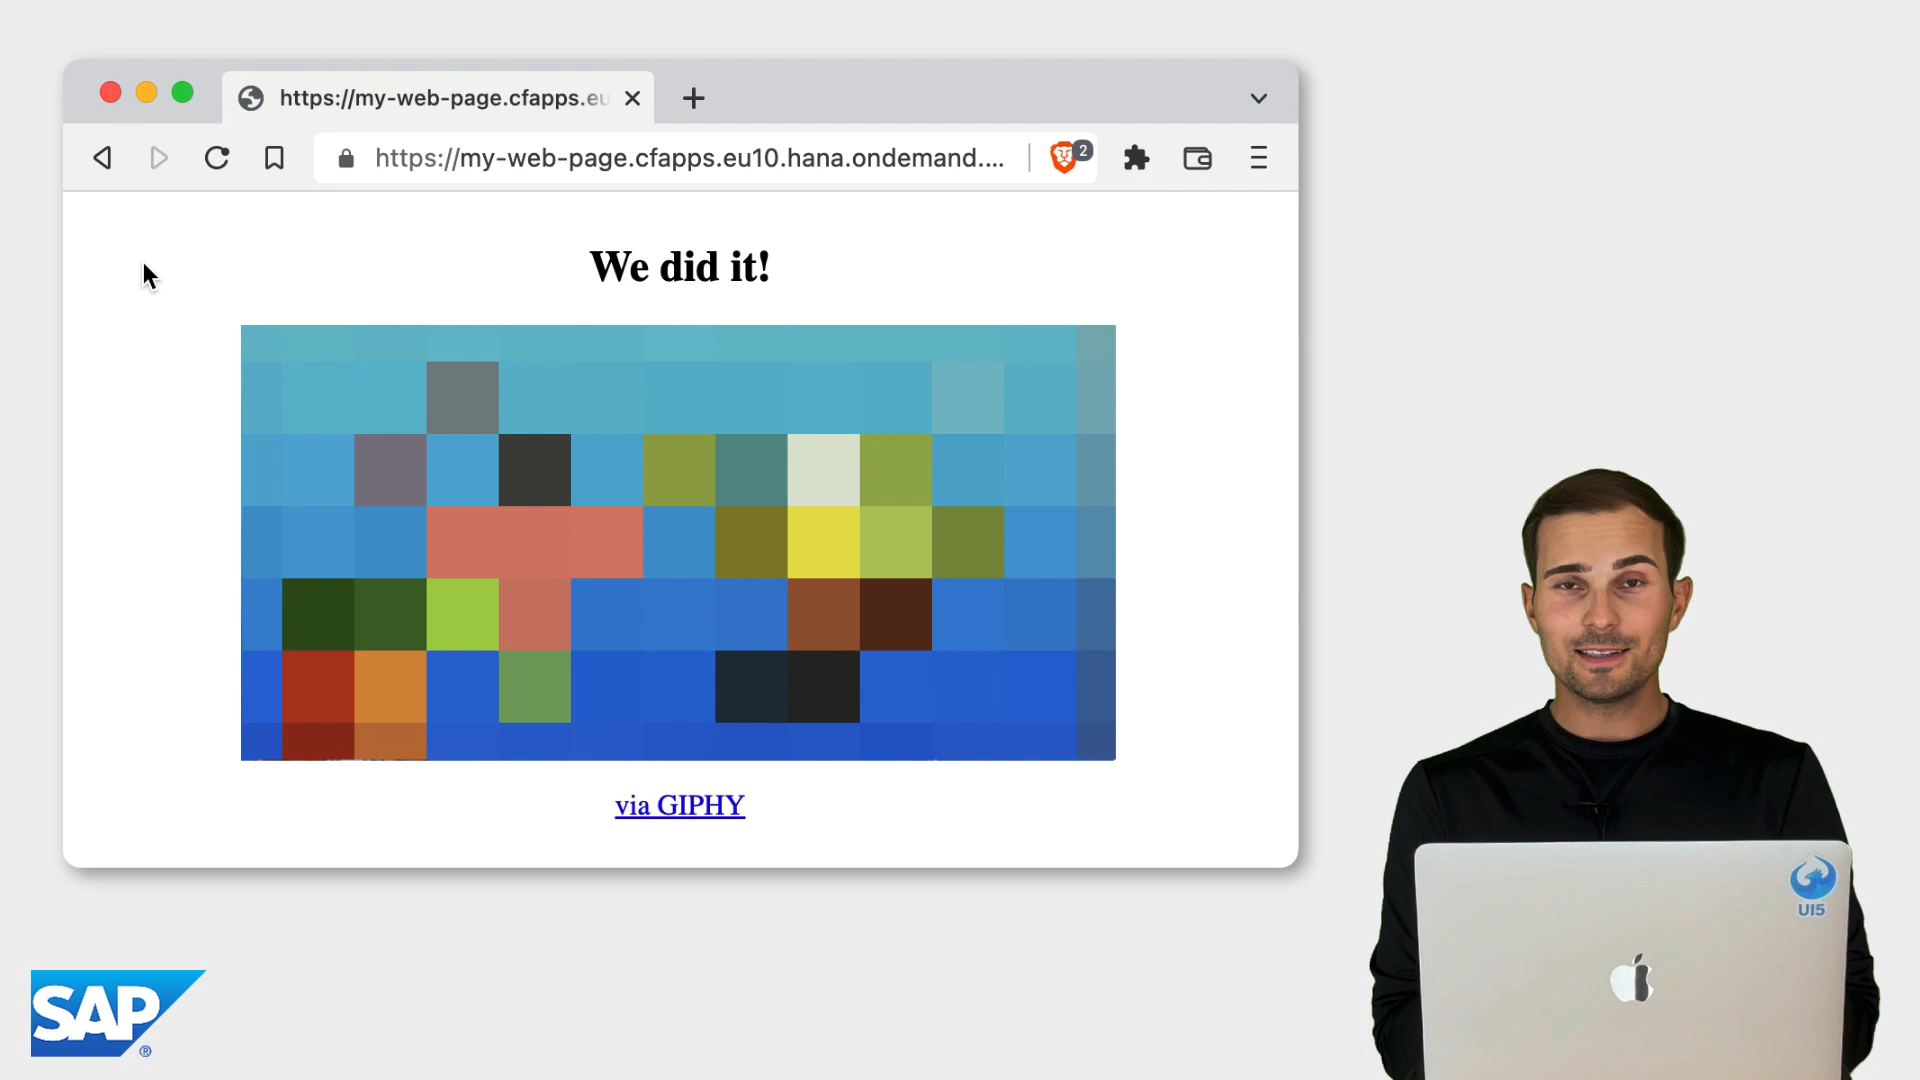 https://my-web-page.cfapps.eu
https://my-web-page.cfapps.eu10.hana.ondemand....
2
We did it!
via GIPHY
UI5
SAP
®